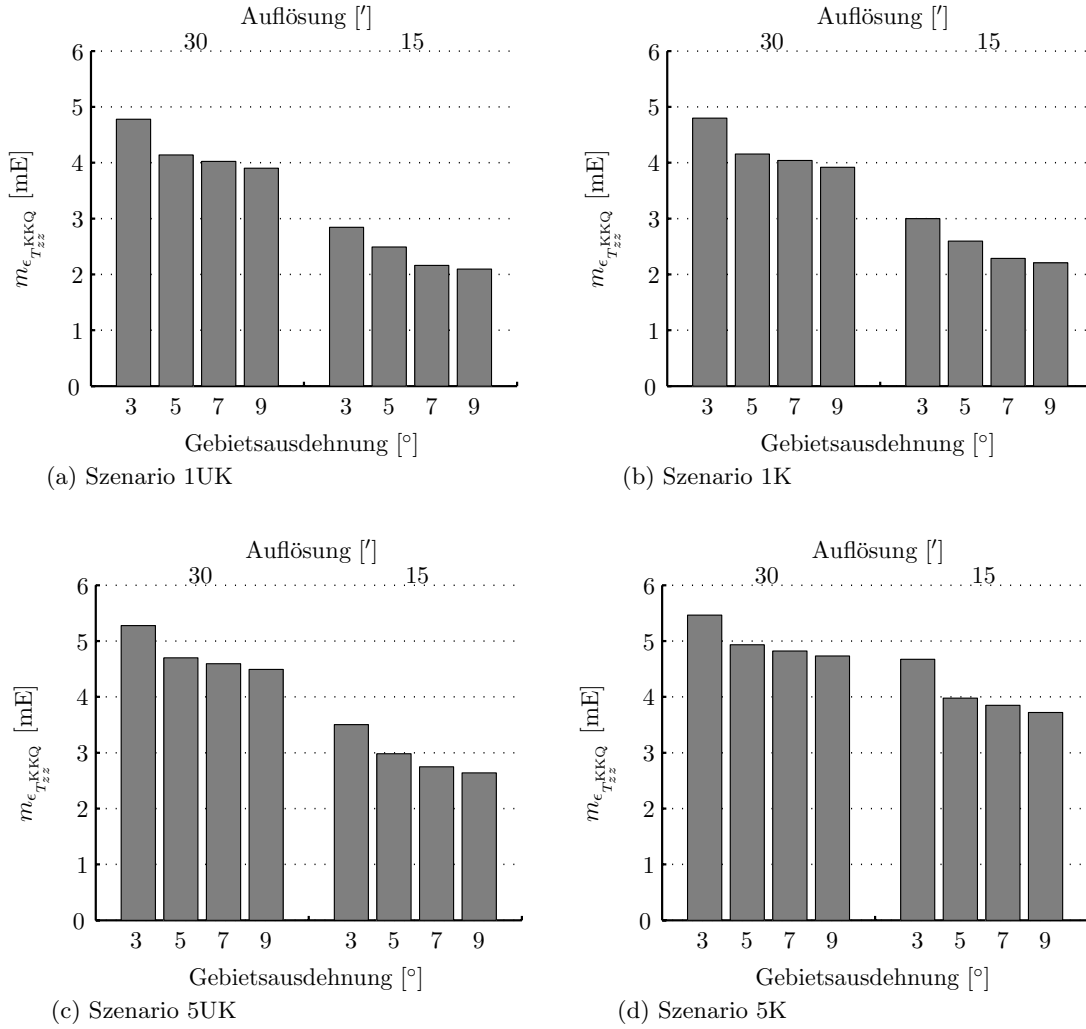 Auflösung [′]
30 15
6
5
4
3
2
1
0
m_{ϵ_{T_{zz}}^{KKQ}} [mE]
3 5 7 9 3 5 7 9
Gebietsausdehnung [°]
(a) Szenario 1UK
Auflösung [′]
30 15
6
5
4
3
2
1
0
m_{ϵ_{T_{zz}}^{KKQ}} [mE]
3 5 7 9 3 5 7 9
Gebietsausdehnung [°]
(b) Szenario 1K
Auflösung [′]
30 15
6
5
4
3
2
1
0
m_{ϵ_{T_{zz}}^{KKQ}} [mE]
3 5 7 9 3 5 7 9
Gebietsausdehnung [°]
(c) Szenario 5UK
Auflösung [′]
30 15
6
5
4
3
2
1
0
m_{ϵ_{T_{zz}}^{KKQ}} [mE]
3 5 7 9 3 5 7 9
Gebietsausdehnung [°]
(d) Szenario 5K